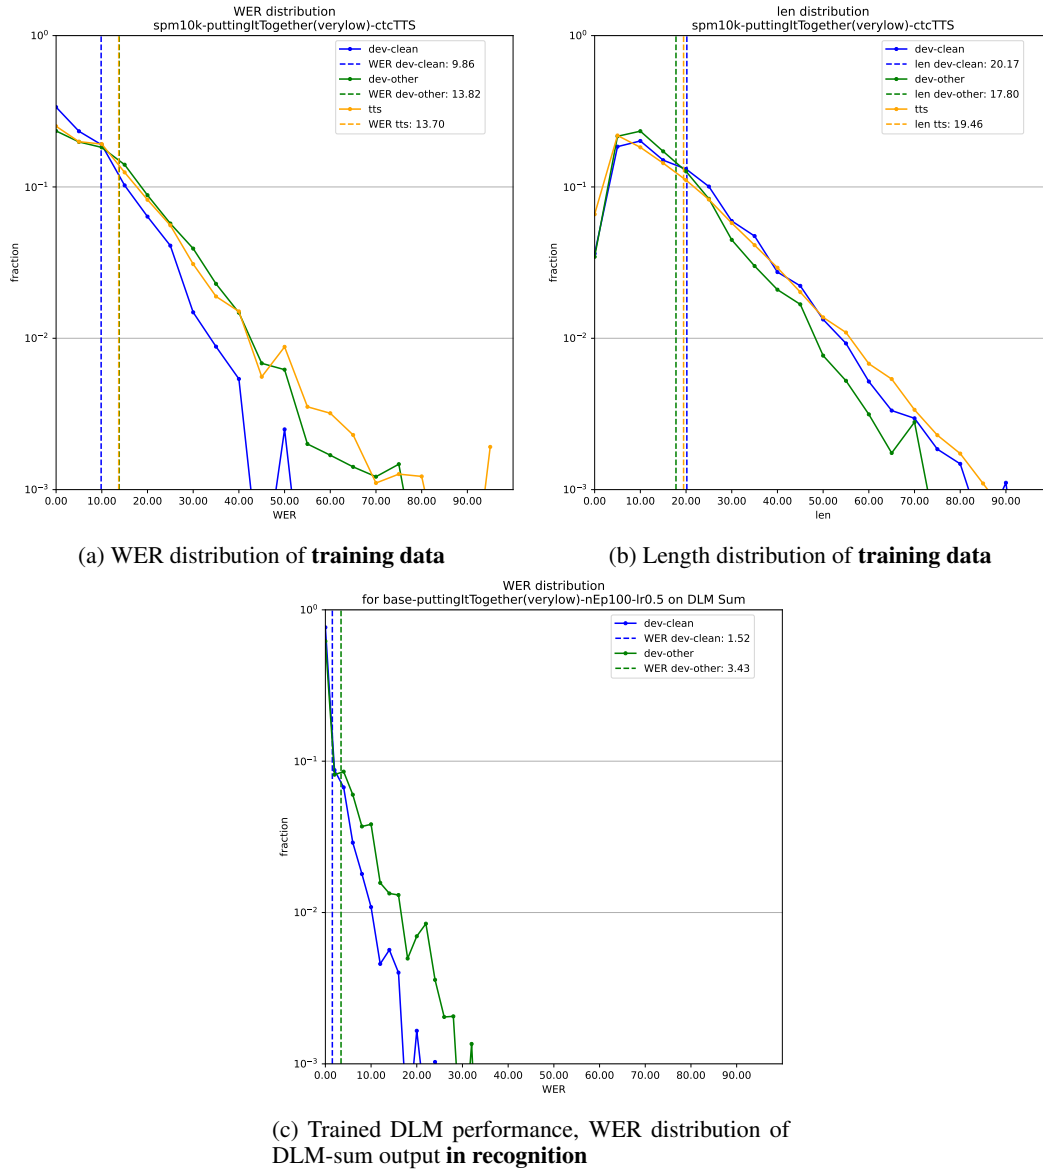 WER distribution
spm10k-puttingItTogether(verylow)-ctcTTS
10⁰
10⁻¹
10⁻²
10⁻³
fraction
0.00 10.00 20.00 30.00 40.00 50.00 60.00 70.00 80.00 90.00
WER
dev-clean
WER dev-clean: 9.86
dev-other
WER dev-other: 13.82
tts
WER tts: 13.70
(a) WER distribution of training data
len distribution
spm10k-puttingItTogether(verylow)-ctcTTS
10⁰
10⁻¹
10⁻²
10⁻³
fraction
0.00 10.00 20.00 30.00 40.00 50.00 60.00 70.00 80.00 90.00
len
dev-clean
len dev-clean: 20.17
dev-other
len dev-other: 17.80
tts
len tts: 19.46
(b) Length distribution of training data
WER distribution
for base-puttingItTogether(verylow)-nEp100-lr0.5 on DLM Sum
10⁰
10⁻¹
10⁻²
10⁻³
fraction
0.00 10.00 20.00 30.00 40.00 50.00 60.00 70.00 80.00 90.00
WER
dev-clean
WER dev-clean: 1.52
dev-other
WER dev-other: 3.43
(c) Trained DLM performance, WER distribution of
DLM-sum output in recognition